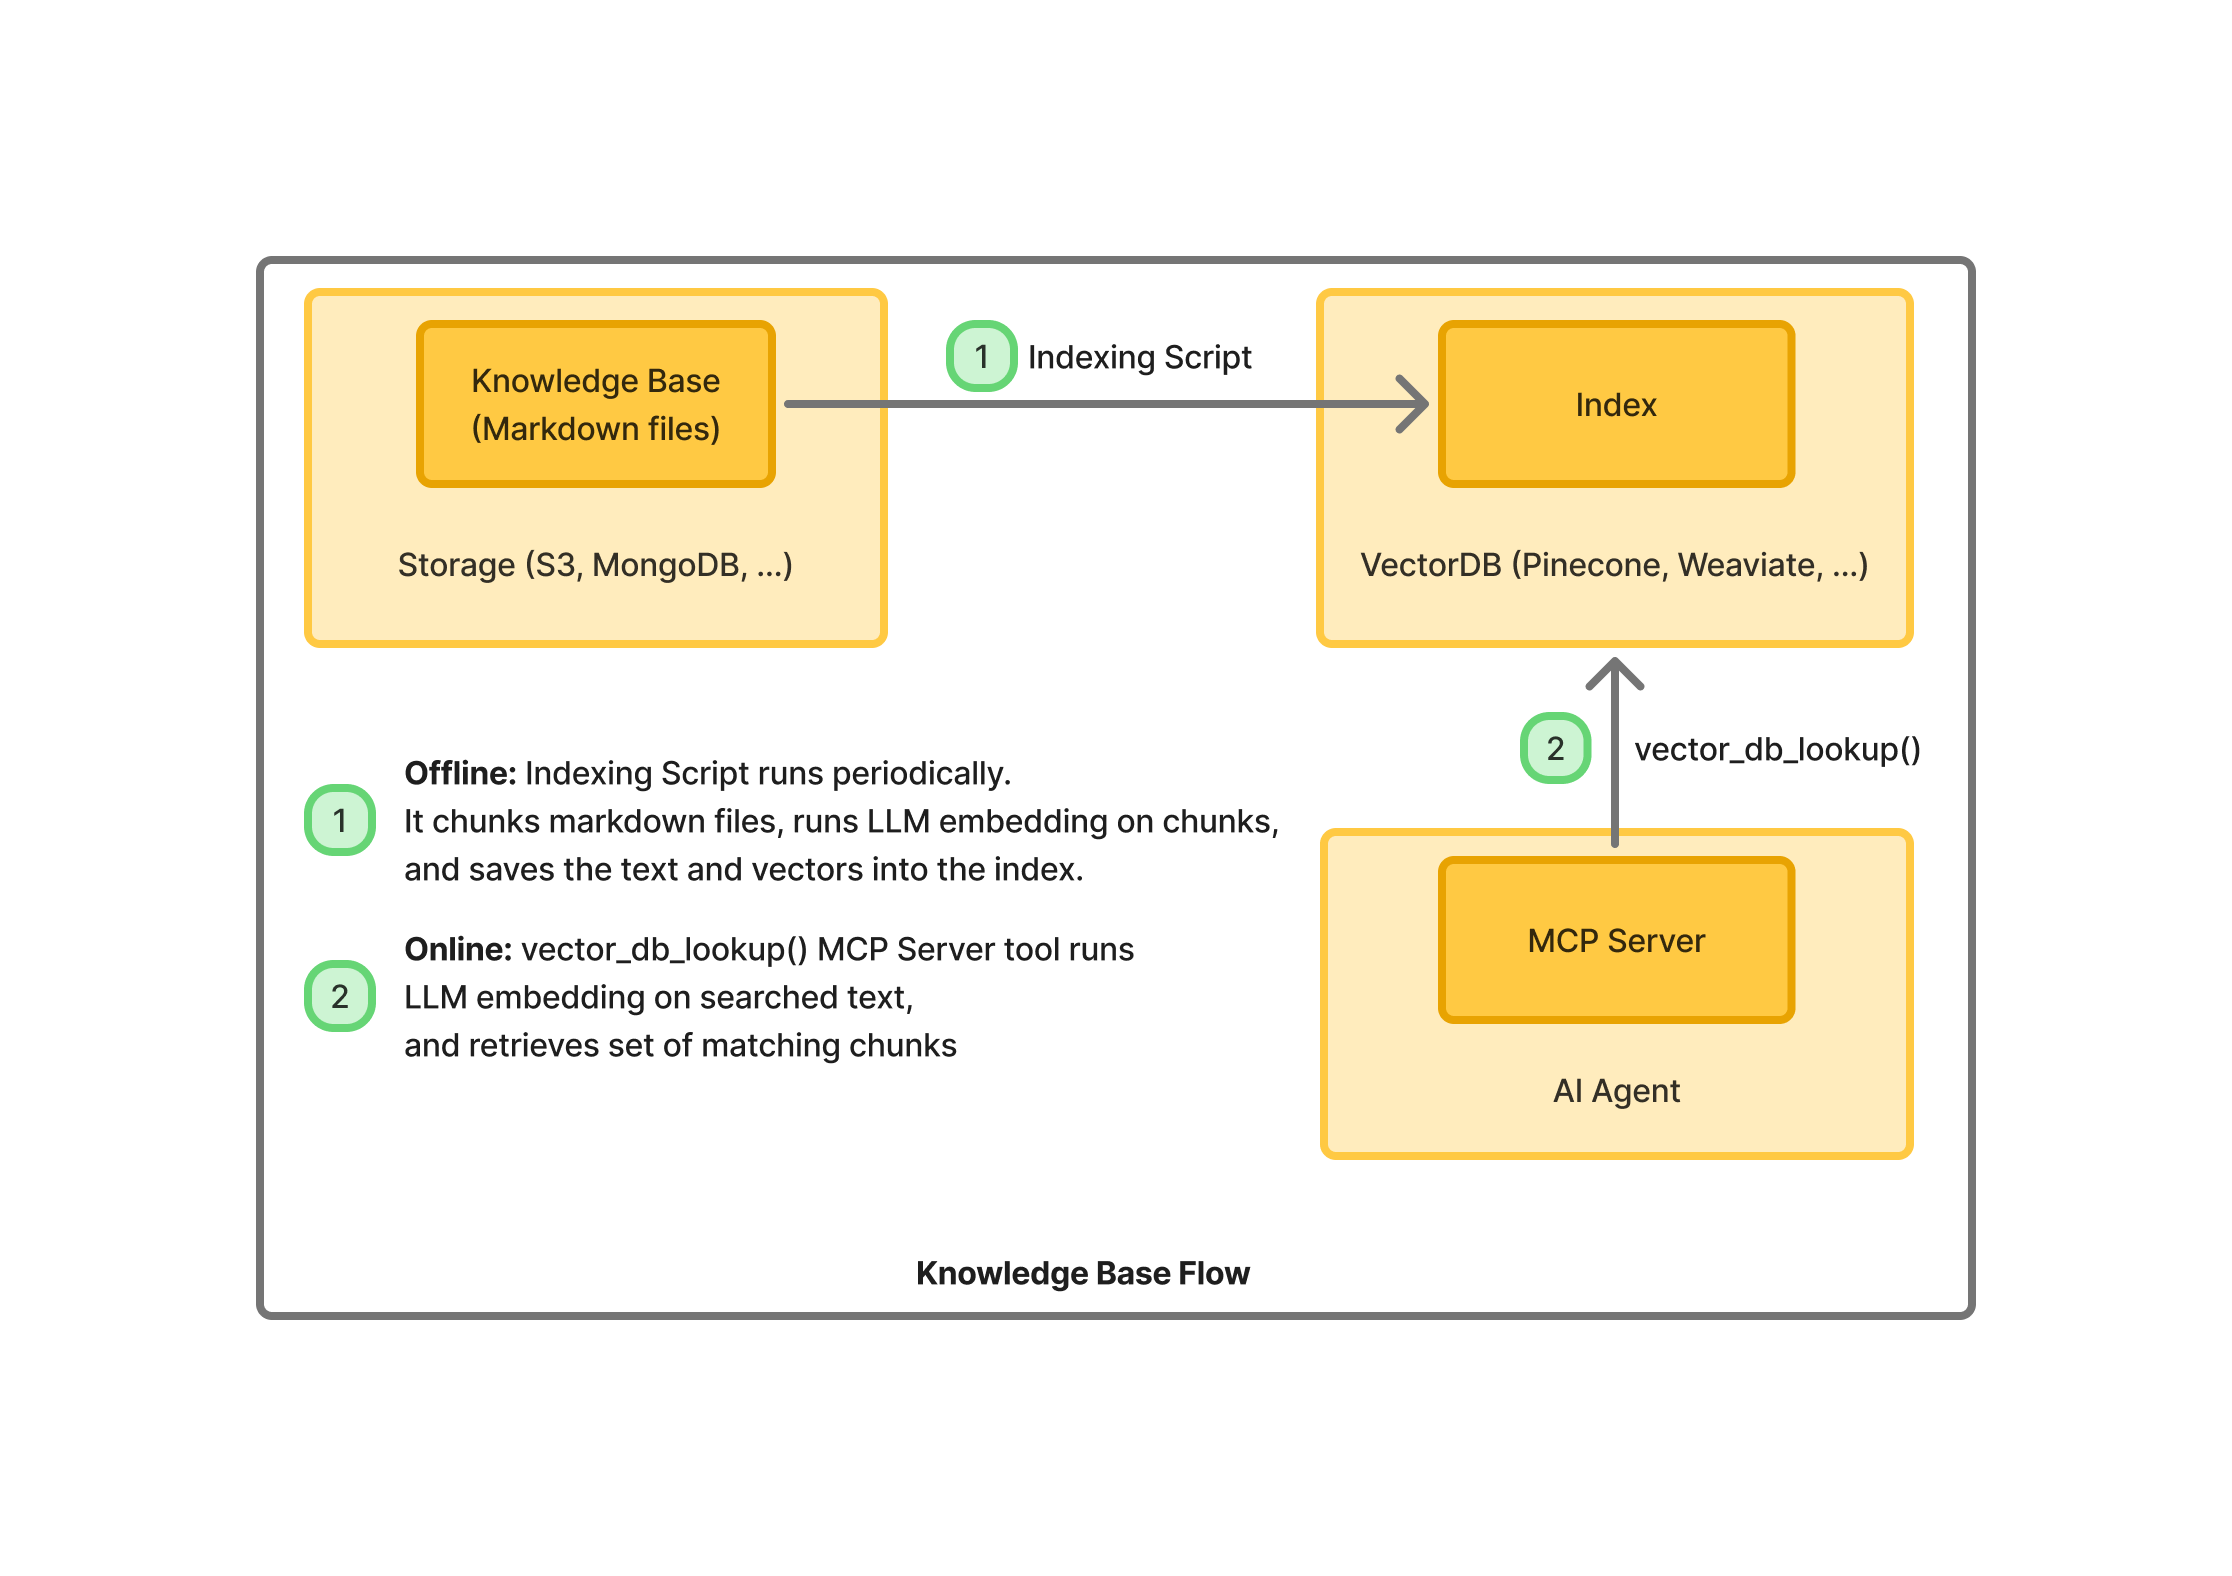 Knowledge Base
(Markdown files)
Storage (S3, MongoDB, ...)
1 Indexing Script
Index
VectorDB (Pinecone, Weaviate, ...)
2 vector_db_lookup()
MCP Server
AI Agent
1
Offline: Indexing Script runs periodically.
It chunks markdown files, runs LLM embedding on chunks,
and saves the text and vectors into the index.
2
Online: vector_db_lookup() MCP Server tool runs
LLM embedding on searched text,
and retrieves set of matching chunks
Knowledge Base Flow